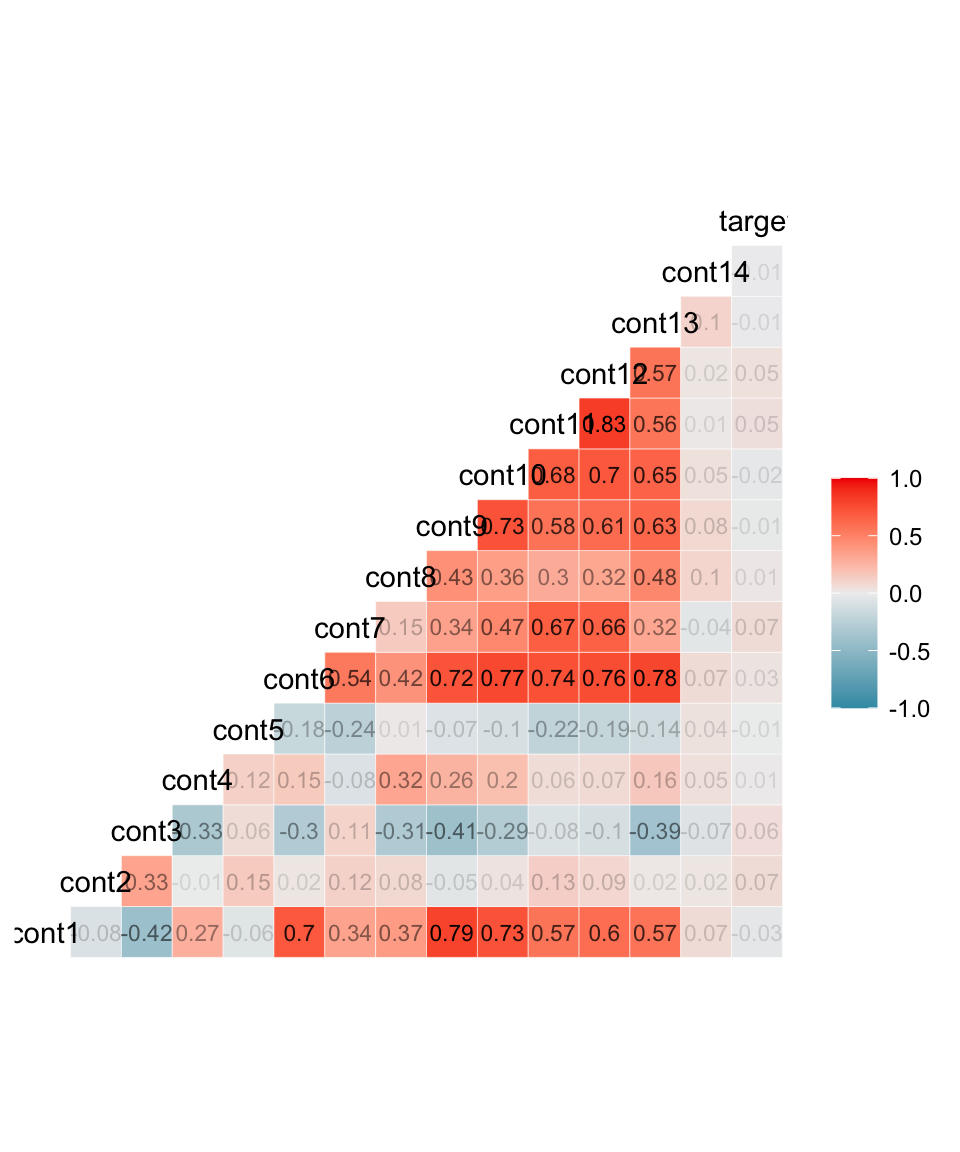 target
cont14 0.01
cont13 0.1 -0.01
cont12 0.57 0.02 0.05
cont11 0.83 0.56 0.01 0.05
cont10 0.68 0.7 0.65 0.05 -0.02
cont9 0.73 0.58 0.61 0.63 0.08 -0.01
cont8 0.43 0.36 0.3 0.32 0.48 0.1 0.01
cont7 0.15 0.34 0.47 0.67 0.66 0.32 -0.04 0.07
cont6 0.54 0.42 0.72 0.77 0.74 0.76 0.78 0.07 0.03
cont5 -0.18 -0.24 0.01 -0.07 -0.1 -0.22 -0.19 -0.14 0.04 -0.01
cont4 0.12 0.15 -0.08 0.32 0.26 0.2 0.06 0.07 0.16 0.05 0.01
cont3 -0.33 0.06 -0.3 0.11 -0.31 -0.41 -0.29 -0.08 -0.1 -0.39 -0.07 0.06
cont2 0.33 -0.01 0.15 0.02 0.12 0.08 -0.05 0.04 0.13 0.09 0.02 0.02 0.07
cont1 -0.08 -0.42 0.27 -0.06 0.7 0.34 0.37 0.79 0.73 0.57 0.6 0.57 0.07 -0.03
1.0
0.5
0.0
-0.5
-1.0